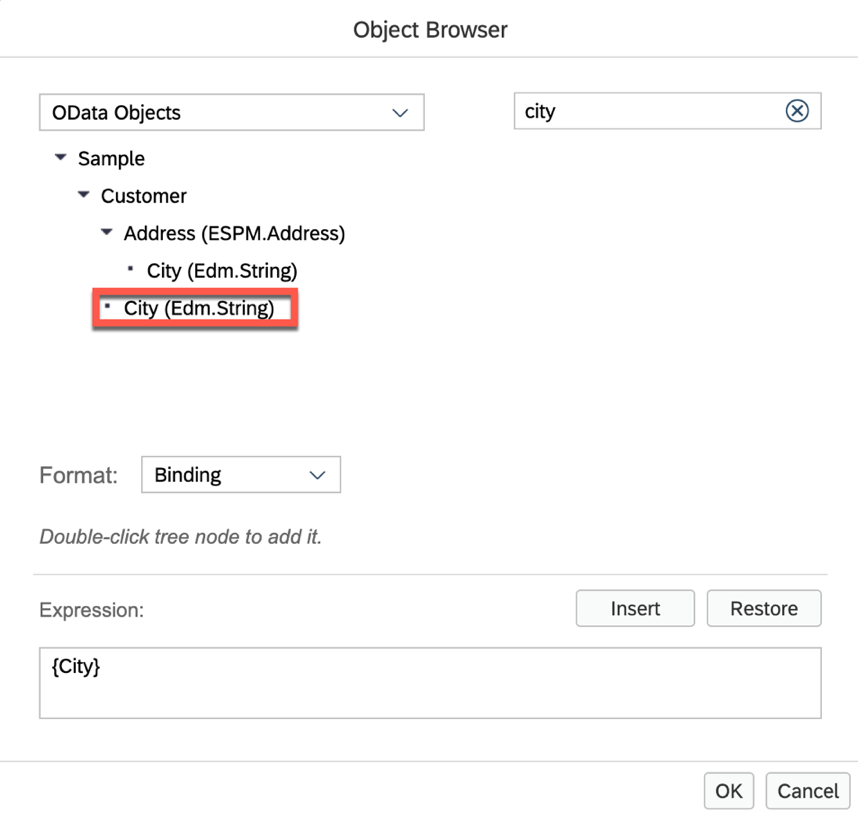 Object Browser
OData Objects
city
Sample
Customer
Address (ESPM.Address)
City (Edm.String)
City (Edm.String)
Format:
Binding
Double-click tree node to add it.
Expression:
Insert
Restore
{City}
OK
Cancel